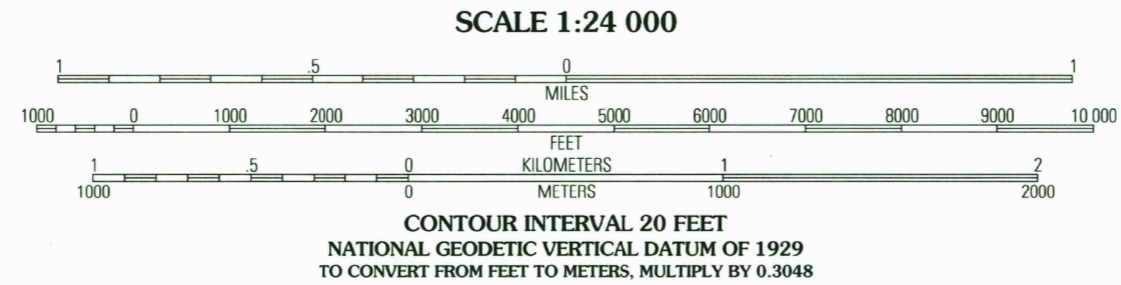 SCALE 1:24 000
1 .5 0 1
MILES
1000 0 1000 2000 3000 4000 5000 6000 7000 8000 9000 10 000
FEET
1 .5 0 KILOMETERS 1 2
1000 0 METERS 1000 2000
CONTOUR INTERVAL 20 FEET
NATIONAL GEODETIC VERTICAL DATUM OF 1929
TO CONVERT FROM FEET TO METERS, MULTIPLY BY 0.3048